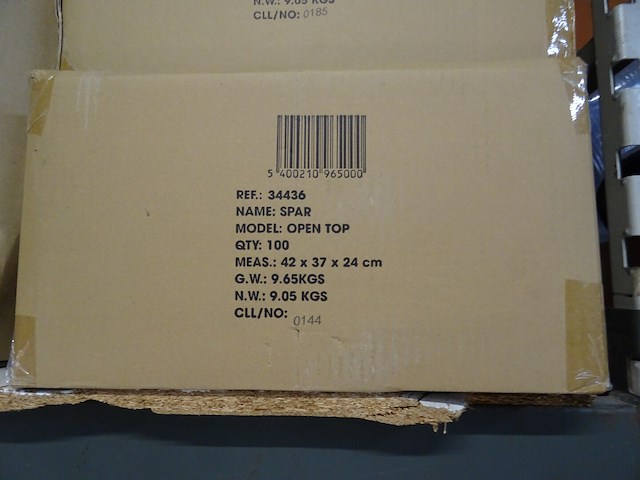 N.W.: 9.05 KGS
CLL/NO: 0185
5 400210 965000
REF.: 34436
NAME: SPAR
MODEL: OPEN TOP
QTY: 100
MEAS.: 42 x 37 x 24 cm
G.W.: 9.65KGS
N.W.: 9.05 KGS
CLL/NO: 0144